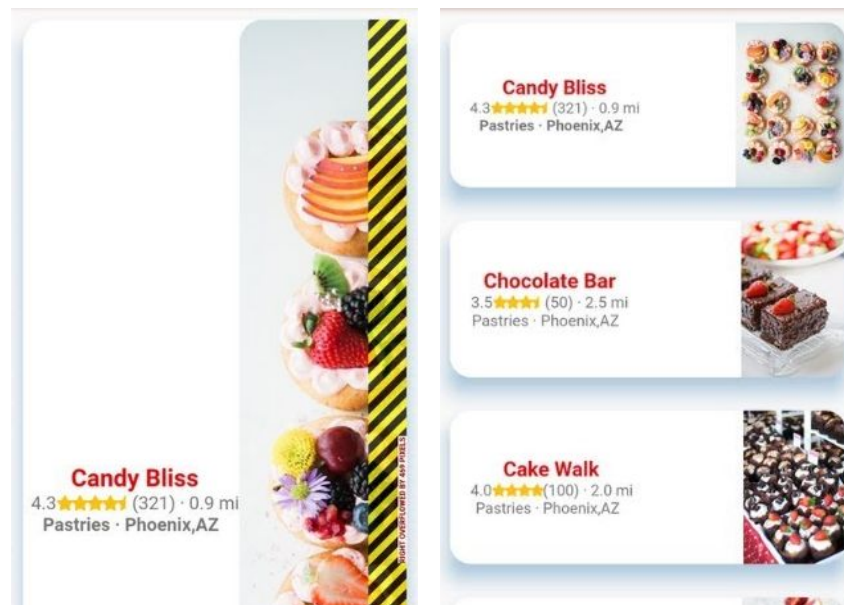 Candy Bliss
4.3 (321) · 0.9 mi
Pastries · Phoenix,AZ
RIGHT OVERFLOWED BY 469 PIXELS
Candy Bliss
4.3 (321) · 0.9 mi
Pastries · Phoenix,AZ
Chocolate Bar
3.5 (50) · 2.5 mi
Pastries · Phoenix,AZ
Cake Walk
4.0 (100) · 2.0 mi
Pastries · Phoenix,AZ